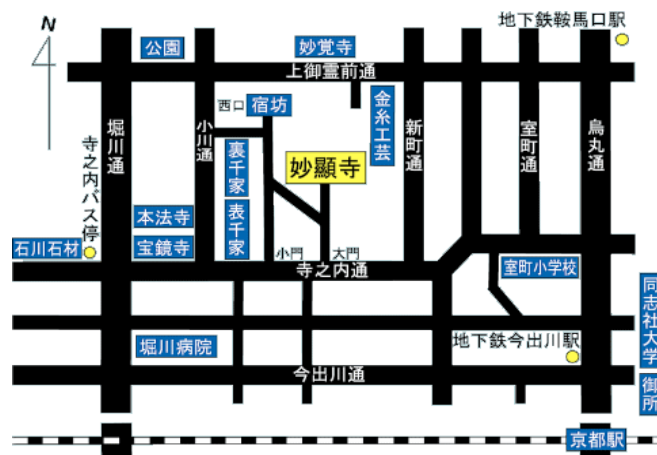 地下鉄鞍馬口駅
N
公園
妙覚寺
上御霊前通
西口
宿坊
金糸工芸
堀川通
小川通
新町通
室町通
烏丸通
寺之内バス停
裏千家
妙顯寺
表千家
本法寺
石川石材
宝鏡寺
小門
大門
寺之内通
室町小学校
同志社大学
堀川病院
地下鉄今出川駅
今出川通
御所
京都駅